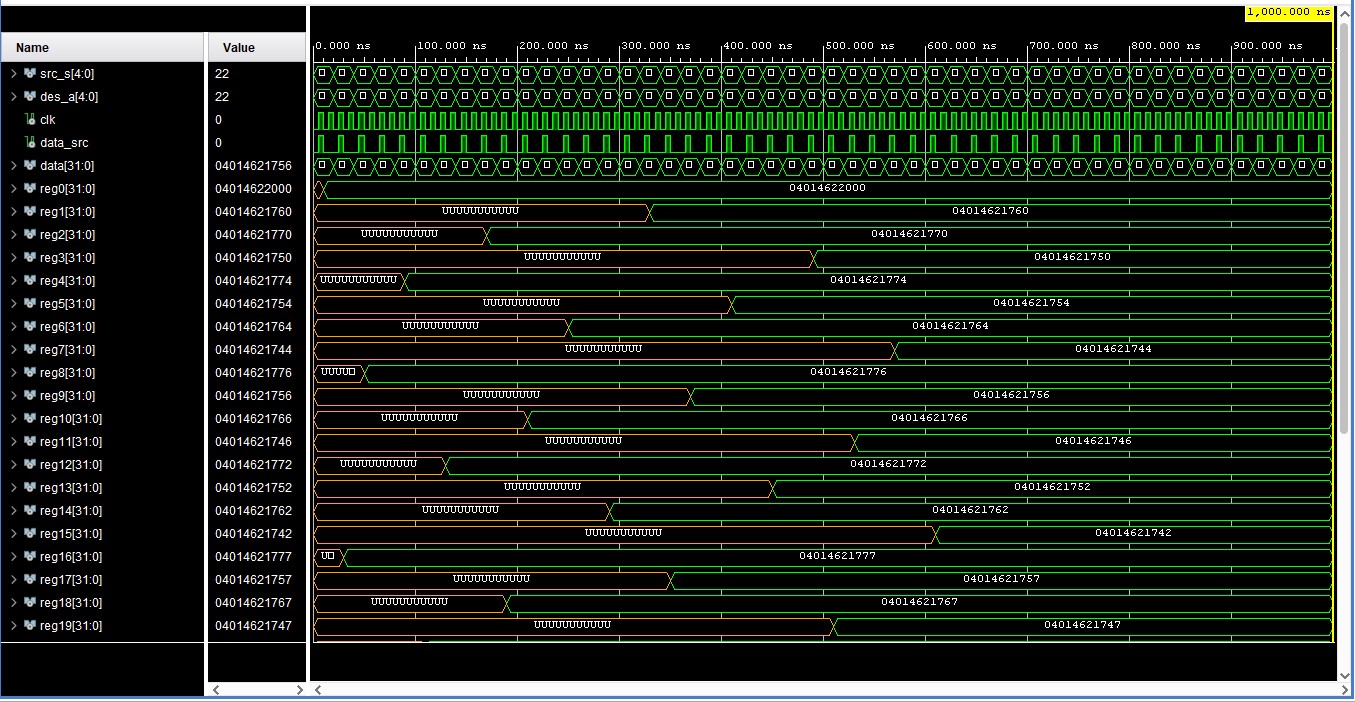 1,000.000 ns
Name Value 0.000 ns 100.000 ns 200.000 ns 300.000 ns 400.000 ns 500.000 ns 600.000 ns 700.000 ns 800.000 ns 900.000 ns
src_s[4:0] 22
des_a[4:0] 22
clk 0
data_src 0
data[31:0] 04014621756
reg0[31:0] 04014622000 04014622000
reg1[31:0] 04014621760 UUUUUUUUUUU 04014621760
reg2[31:0] 04014621770 UUUUUUUUUUU 04014621770
reg3[31:0] 04014621750 UUUUUUUUUUU 04014621750
reg4[31:0] 04014621774 UUUUUUUUUUU 04014621774
reg5[31:0] 04014621754 UUUUUUUUUUU 04014621754
reg6[31:0] 04014621764 UUUUUUUUUUU 04014621764
reg7[31:0] 04014621744 UUUUUUUUUUU 04014621744
reg8[31:0] 04014621776 UUUU 04014621776
reg9[31:0] 04014621756 UUUUUUUUUUU 04014621756
reg10[31:0] 04014621766 UUUUUUUUUUU 04014621766
reg11[31:0] 04014621746 UUUUUUUUUUU 04014621746
reg12[31:0] 04014621772 UUUUUUUUUUU 04014621772
reg13[31:0] 04014621752 UUUUUUUUUUU 04014621752
reg14[31:0] 04014621762 UUUUUUUUUUU 04014621762
reg15[31:0] 04014621742 UUUUUUUUUUU 04014621742
reg16[31:0] 04014621777 U 04014621777
reg17[31:0] 04014621757 UUUUUUUUUUU 04014621757
reg18[31:0] 04014621767 UUUUUUUUUUU 04014621767
reg19[31:0] 04014621747 UUUUUUUUUUU 04014621747